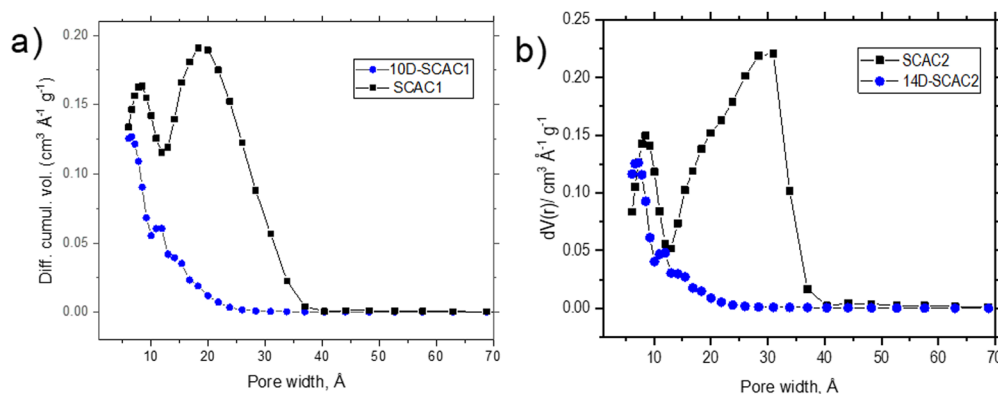 a)
Diff. cumul. vol. (cm³ Å⁻¹ g⁻¹)
0.20
0.15
0.10
0.05
0.00
10D-SCAC1
SCAC1
10 20 30 40 50 60 70
Pore width, Å
b)
dV(r)/ cm³ Å⁻¹g⁻¹
0.25
0.20
0.15
0.10
0.05
0.00
SCAC2
14D-SCAC2
10 20 30 40 50 60 70
Pore width, Å